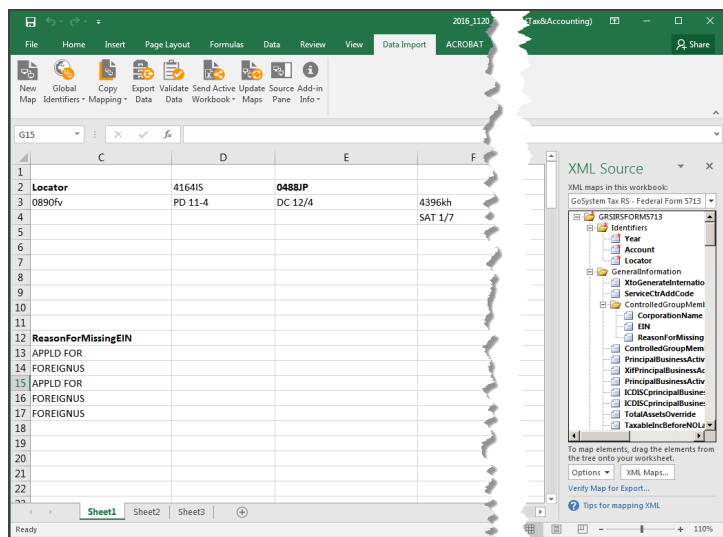 2016_1120 (Tax&Accounting)
File Home Insert Page Layout Formulas Data Review View Data Import ACROBAT Share
New Map
Global Identifiers
Copy Mapping
Export Data
Validate Data
Send Active Workbook
Update Maps
Source Pane
Add-in Info
G15 fx
C D E F
1
2 Locator 4164IS 0488JP
3 0890fv PD 11-4 DC 12/4 4396kh
4 SAT 1/7
5
6
7
8
9
10
11
12 ReasonForMissingEIN
13 APPLD FOR
14 FOREIGNUS
15 APPLD FOR
16 FOREIGNUS
17 FOREIGNUS
18
19
20
21
22
Sheet1 Sheet2 Sheet3
Ready
110%
XML Source
XML maps in this workbook:
GoSystem Tax RS - Federal Form 5713
GRSIRSFORM5713
Identifiers
Year
Account
Locator
GeneralInformation
XtoGenerateInternatio
ServiceCtrAddCode
ControlledGroupMeml
CorporationName
EIN
ReasonForMissing
ControlledGroupMem
PrincipalBusinessActiv
XifPrincipalBusinessAc
PrincipalBusinessActiv
ICDISCprincipalBusines
ICDISCprincipalBusines
TotalAssetsOverride
TaxableIncBeforeNOLa
To map elements, drag the elements from
the tree onto your worksheet.
Options XML Maps...
Verify Map for Export...
Tips for mapping XML